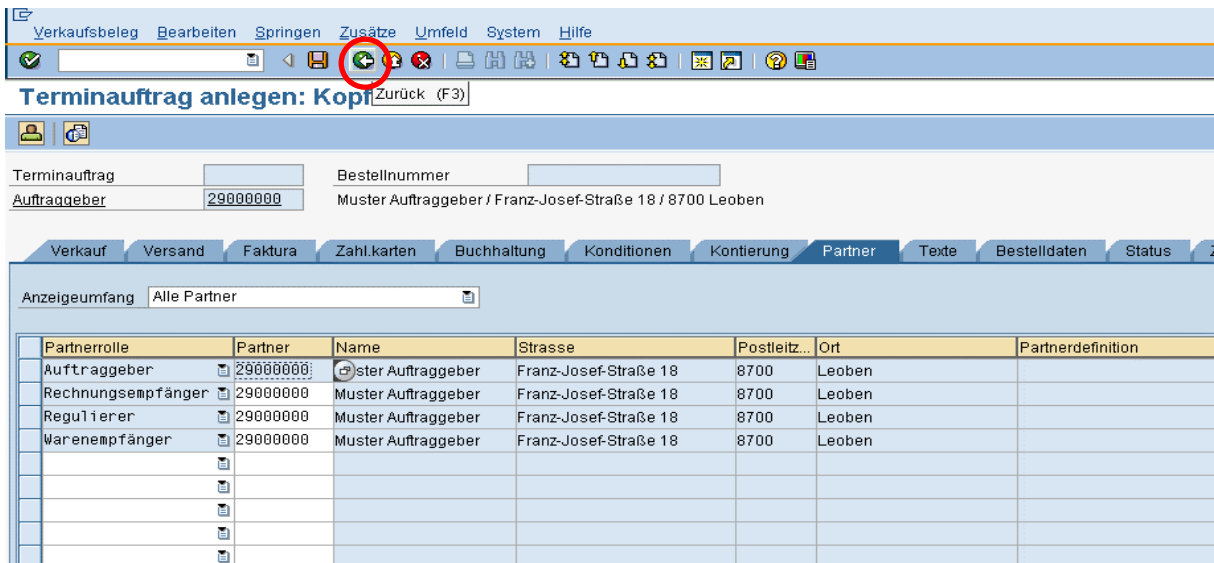 Verkaufsbeleg Bearbeiten Springen Zusätze Umfeld System Hilfe
Terminauftrag anlegen: Kopf
Zurück (F3)
Terminauftrag Bestellnummer
Auftraggeber 29000000 Muster Auftraggeber / Franz-Josef-Straße 18 / 8700 Leoben
Verkauf Versand Faktura Zahl.karten Buchhaltung Konditionen Kontierung Partner Texte Bestelldaten Status
Anzeigeumfang Alle Partner
Partnerrolle Partner Name Strasse Postleitz... Ort Partnerdefinition
Auftraggeber 29000000 ster Auftraggeber Franz-Josef-Straße 18 8700 Leoben
Rechnungsempfänger 29000000 Muster Auftraggeber Franz-Josef-Straße 18 8700 Leoben
Regulierer 29000000 Muster Auftraggeber Franz-Josef-Straße 18 8700 Leoben
Warenempfänger 29000000 Muster Auftraggeber Franz-Josef-Straße 18 8700 Leoben